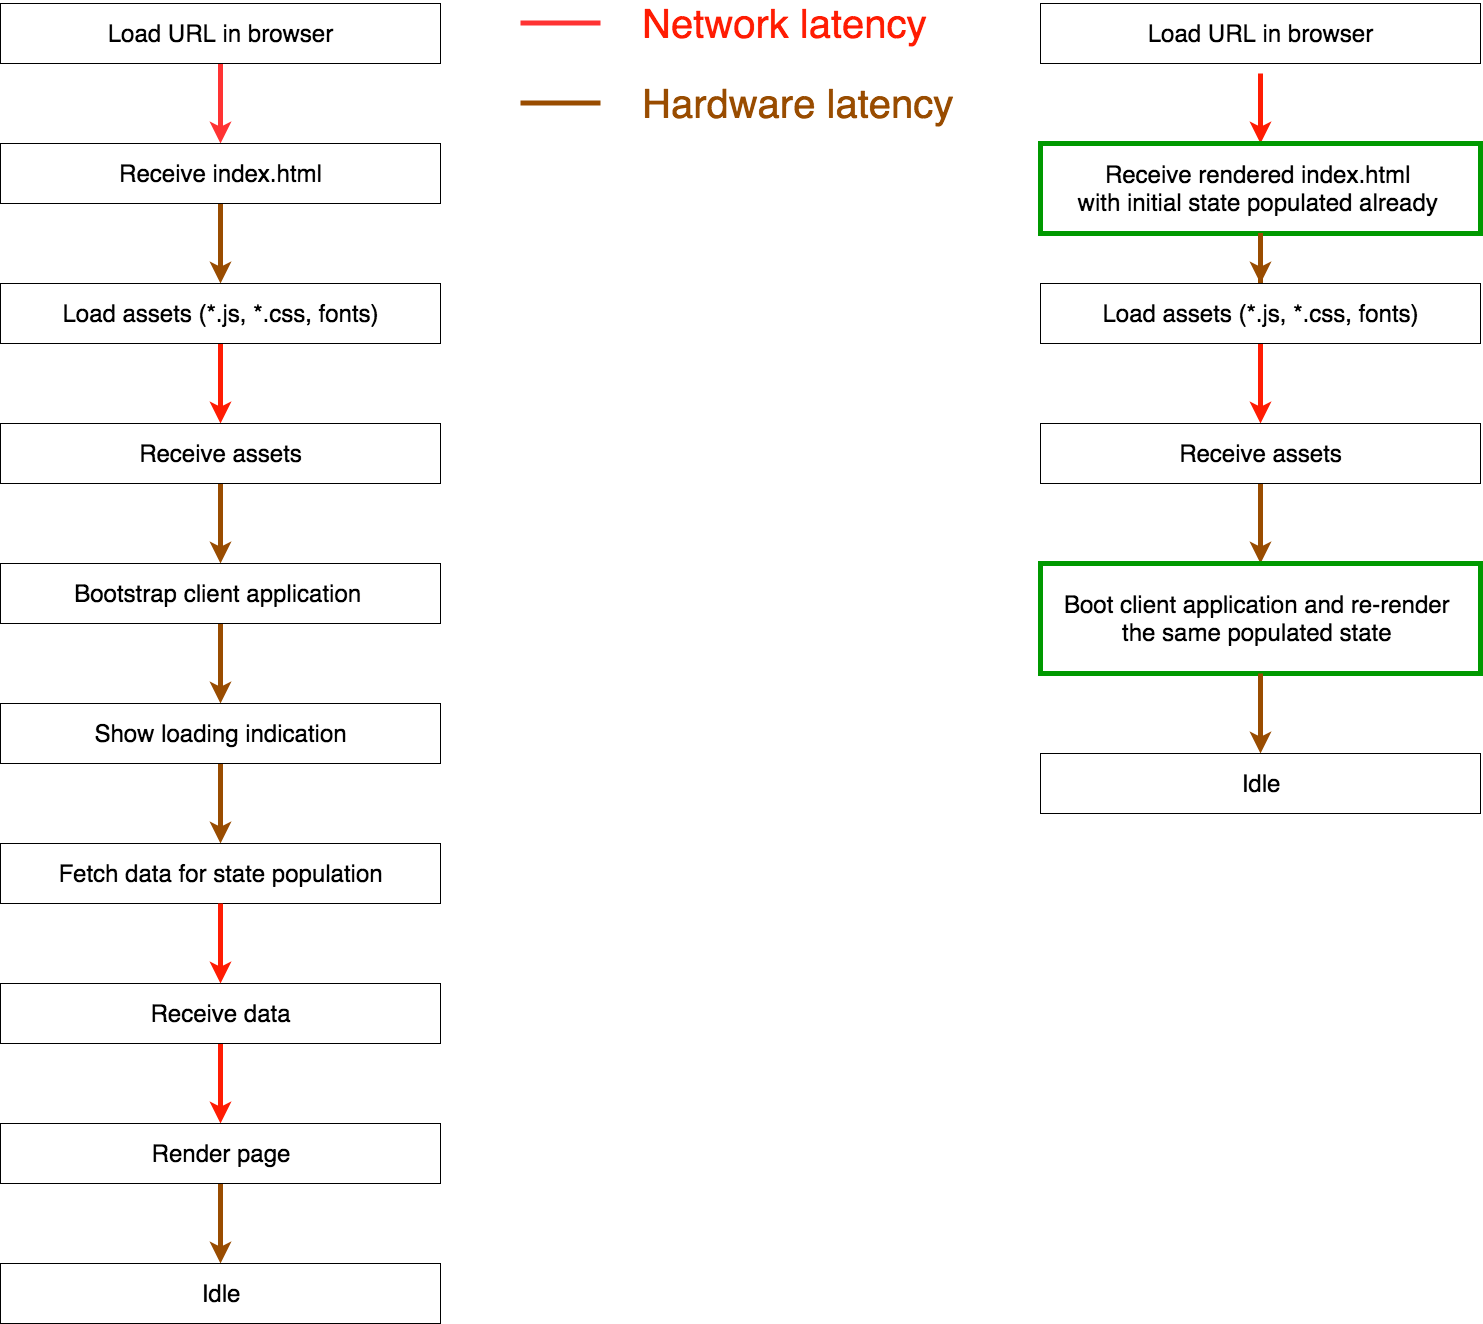 Load URL in browser
Receive index.html
Load assets (*.js, *.css, fonts)
Receive assets
Bootstrap client application
Show loading indication
Fetch data for state population
Receive data
Render page
Idle
Network latency
Hardware latency
Load URL in browser
Receive rendered index.html
with initial state populated already
Load assets (*.js, *.css, fonts)
Receive assets
Boot client application and re-render
the same populated state
Idle